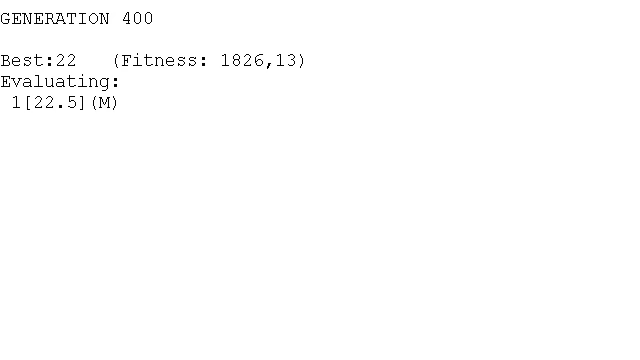 GENERATION 400
Best:22 (Fitness: 1826,13)
Evaluating:
1[22.5](M)